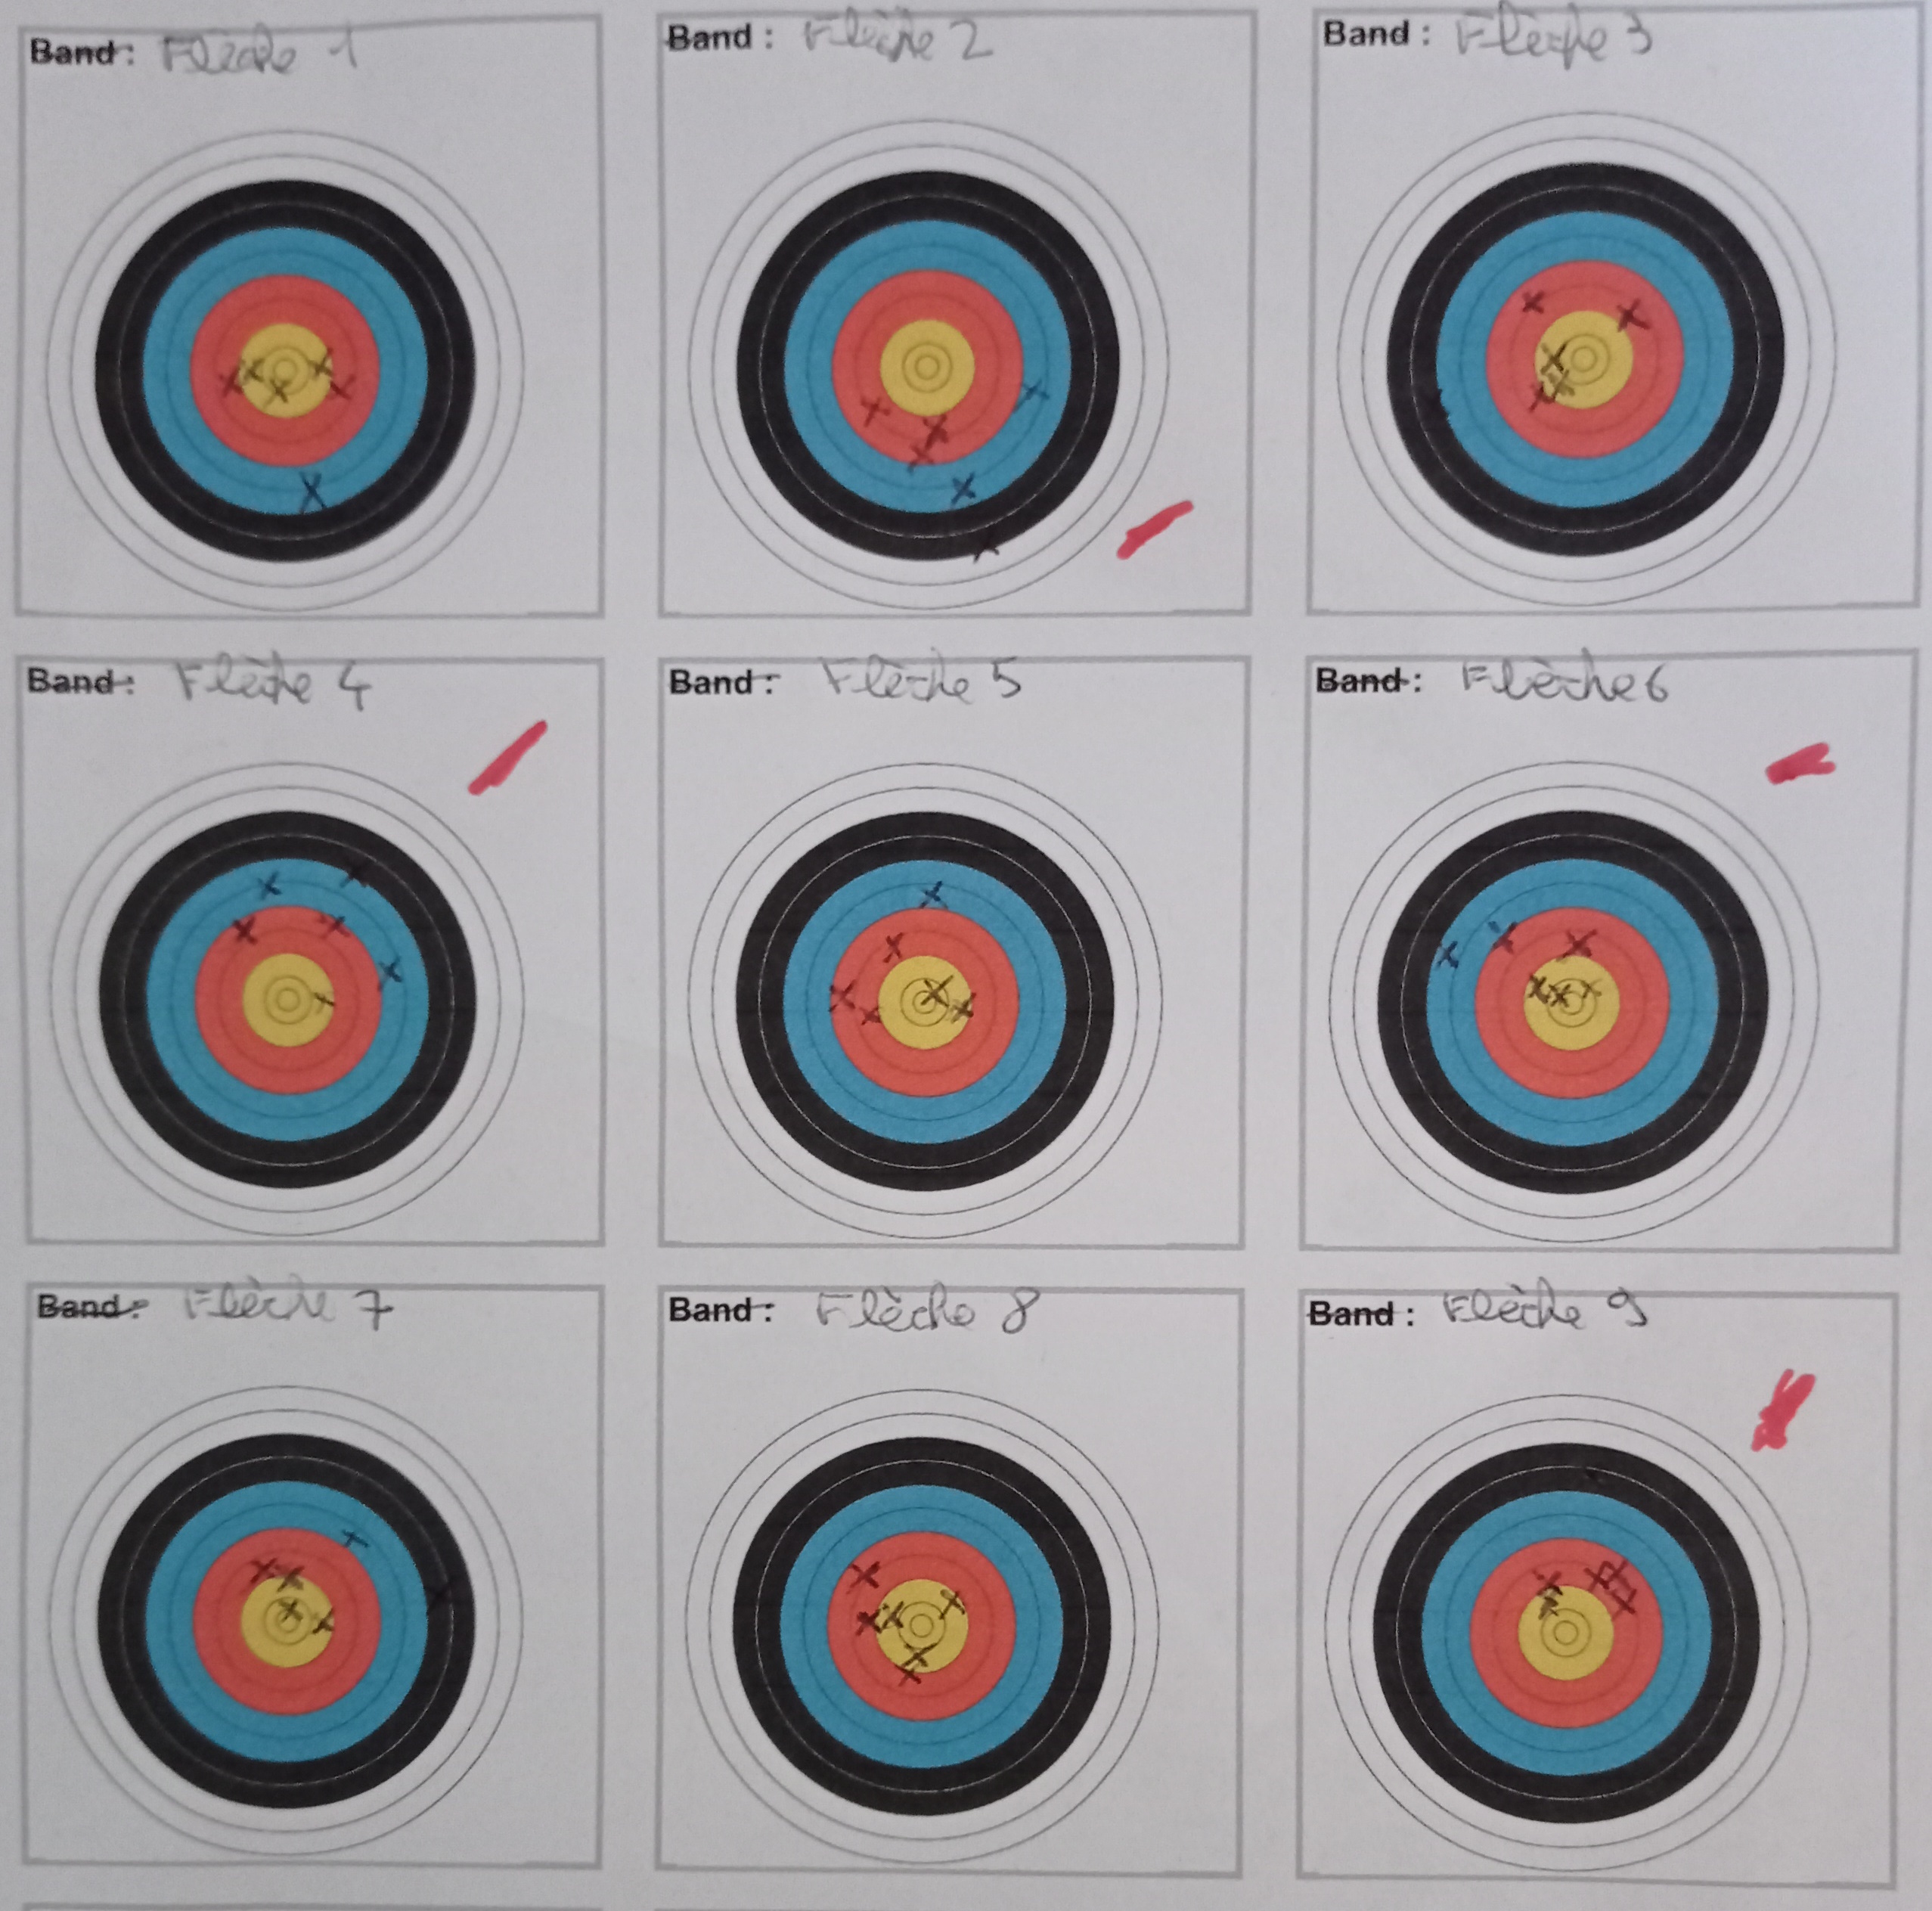 Band : Flèche 1
Band : Flèche 2
Band : Flèche 3
Band : Flèche 4
Band : Flèche 5
Band : Flèche 6
Band : Flèche 7
Band : Flèche 8
Band : Flèche 9